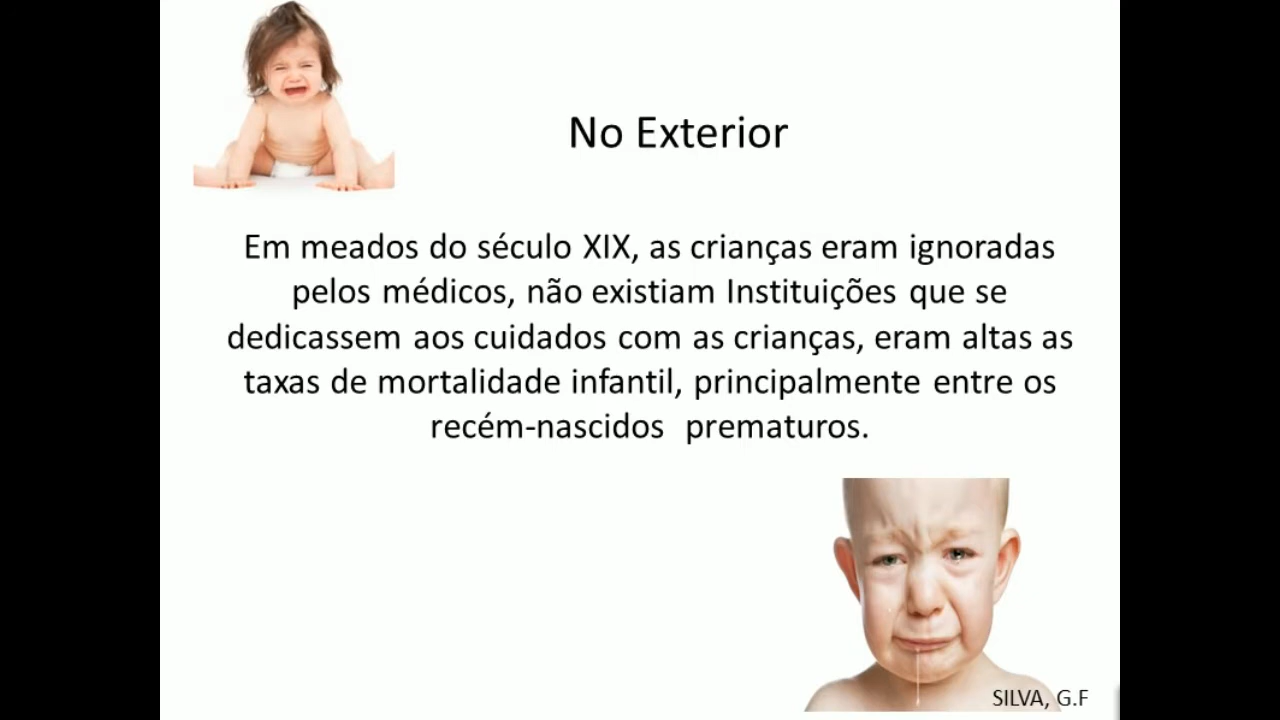 No Exterior
Em meados do século XIX, as crianças eram ignoradas
pelos médicos, não existiam Instituições que se
dedicassem aos cuidados com as crianças, eram altas as
taxas de mortalidade infantil, principalmente entre os
recém-nascidos prematuros.
SILVA, G.F